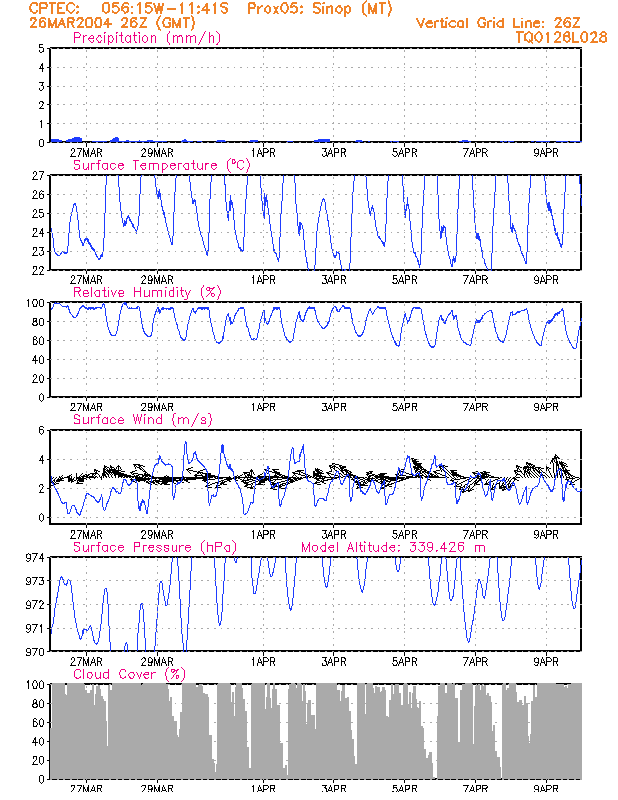 CPTEC: 056:15W-11:41S Prox05: Sinop (MT)
26MAR2004 26Z (GMT) Vertical Grid Line: 26Z
Precipitation (mm/h) TQ0126L028
5
4
3
2
1
0
27MAR 29MAR 1APR 3APR 5APR 7APR 9APR
Surface Temperature (°C)
27
26
25
24
23
22
27MAR 29MAR 1APR 3APR 5APR 7APR 9APR
Relative Humidity (%)
100
80
60
40
20
0
27MAR 29MAR 1APR 3APR 5APR 7APR 9APR
Surface Wind (m/s)
6
4
2
0
27MAR 29MAR 1APR 3APR 5APR 7APR 9APR
Surface Pressure (hPa) Model Altitude: 339.426 m
974
973
972
971
970
27MAR 29MAR 1APR 3APR 5APR 7APR 9APR
Cloud Cover (%)
100
80
60
40
20
0
27MAR 29MAR 1APR 3APR 5APR 7APR 9APR